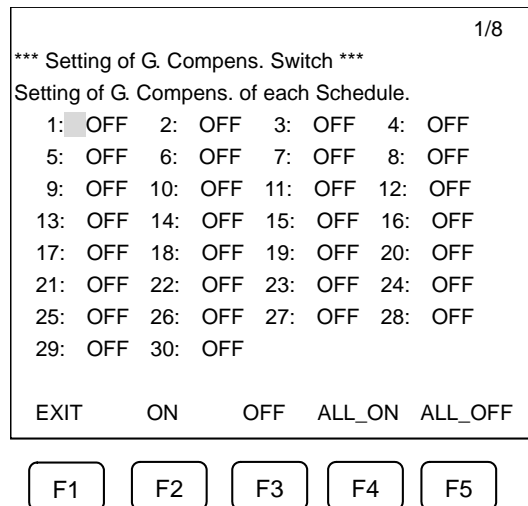 1/8
*** Setting of G. Compens. Switch ***
Setting of G. Compens. of each Schedule.
1: OFF 2: OFF 3: OFF 4: OFF
5: OFF 6: OFF 7: OFF 8: OFF
9: OFF 10: OFF 11: OFF 12: OFF
13: OFF 14: OFF 15: OFF 16: OFF
17: OFF 18: OFF 19: OFF 20: OFF
21: OFF 22: OFF 23: OFF 24: OFF
25: OFF 26: OFF 27: OFF 28: OFF
29: OFF 30: OFF
EXIT ON OFF ALL_ON ALL_OFF
F1 F2 F3 F4 F5